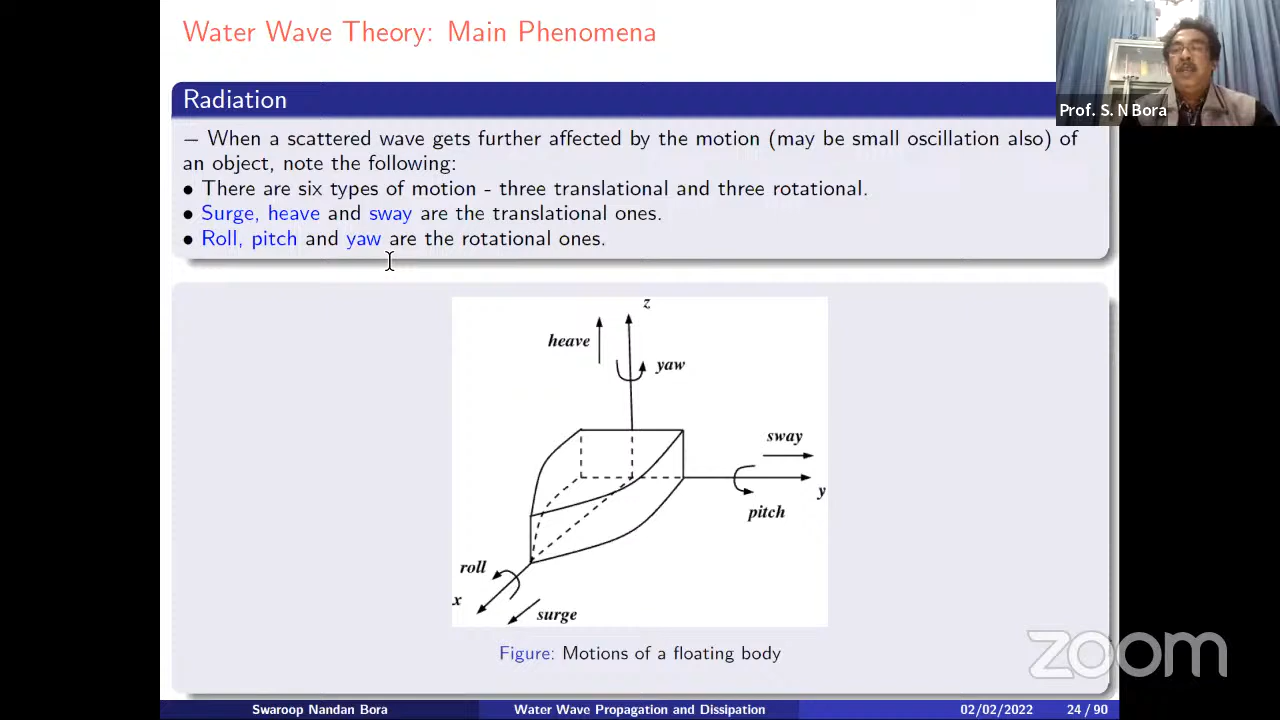 Water Wave Theory: Main Phenomena
Prof. S. N Bora
Radiation
– When a scattered wave gets further affected by the motion (may be small oscillation also) of
an object, note the following:
• There are six types of motion - three translational and three rotational.
• Surge, heave and sway are the translational ones.
• Roll, pitch and yaw are the rotational ones.
z
heave
yaw
sway
y
pitch
roll
x
surge
Figure: Motions of a floating body
zoom
Swaroop Nandan Bora Water Wave Propagation and Dissipation 02/02/2022 24 / 90